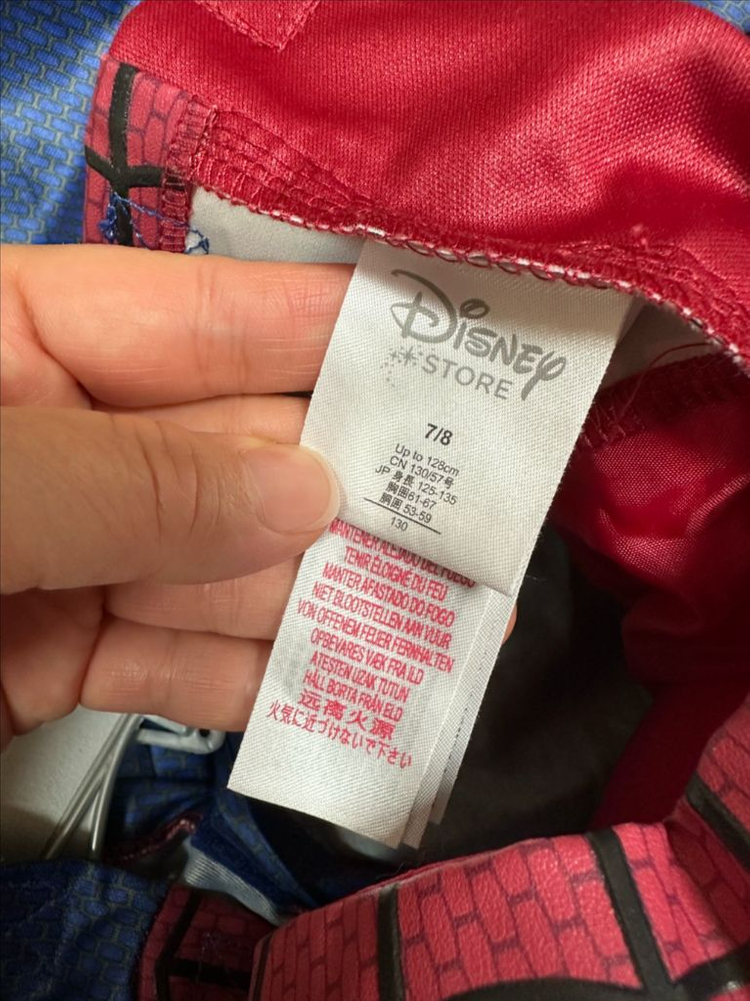 Disney
STORE
7/8
Up to 128cm
CN 130/57号
JP 身長 125-135
胸囲61-67
胴囲 53-59
130
MANTENER ALEJADO DEL FUEGO
TENIR ÉLOIGNÉ DU FEU
MANTER AFASTADO DO FOGO
NIET BLOOTSTELLEN AAN VUUR
VON OFFENEM FEUER FERNHALTEN
OPBEVARES VÆK FRA ILD
ATESTEN UZAK TUTUN
HÅLL BORTA FRÅN ELD
远离火源
火気に近づけないで下さい